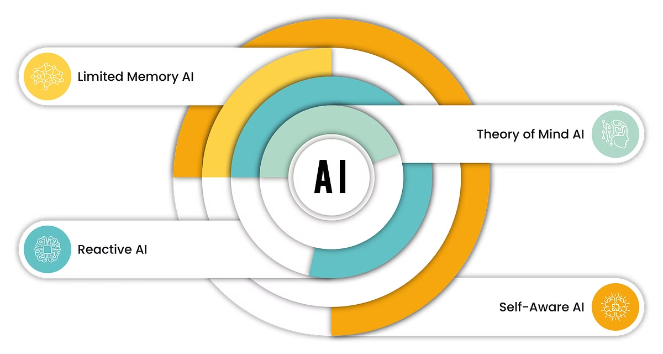 Limited Memory AI
Theory of Mind AI
AI
Reactive AI
Self-Aware AI